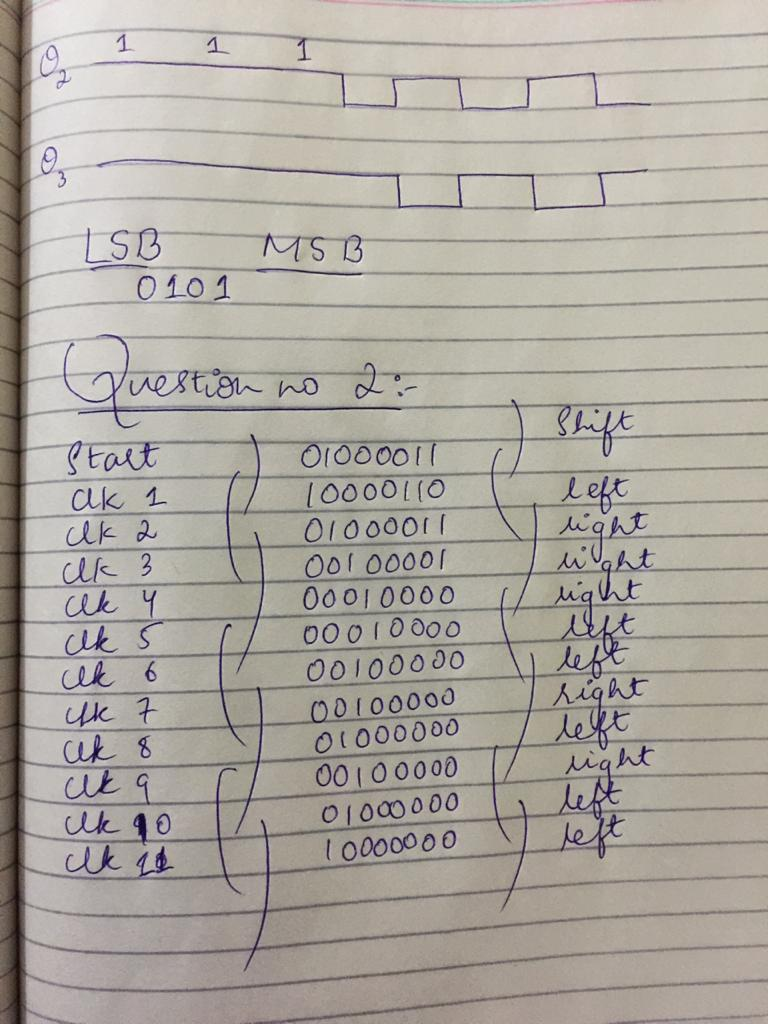 1 1 1
Q2
Q3
LSB MSB
0101
Question no 2:-
Shift
Start 01000011
Clk 1 10000110 left
Clk 2 01000011 right
Clk 3 00100001 right
Clk 4 00010000 right
Clk 5 00010000 left
Clk 6 00100000 left
Clk 7 00100000 right
Clk 8 01000000 left
Clk 9 00100000 right
Clk 10 01000000 left
Clk 11 10000000 left